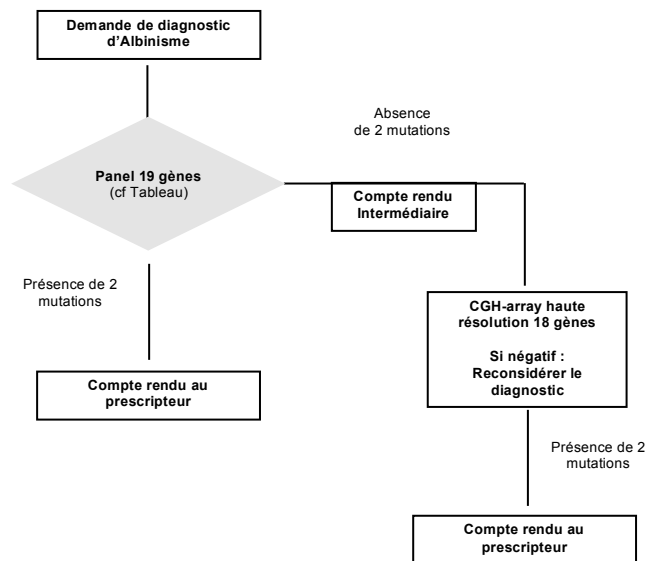 Demande de diagnostic
d'Albinisme
Absence
de 2 mutations
Panel 19 gènes
(cf Tableau)
Compte rendu
Intermédiaire
Présence de 2
mutations
CGH-array haute
résolution 18 gènes
Si négatif :
Reconsidérer le
diagnostic
Compte rendu au
prescripteur
Présence de 2
mutations
Compte rendu au
prescripteur